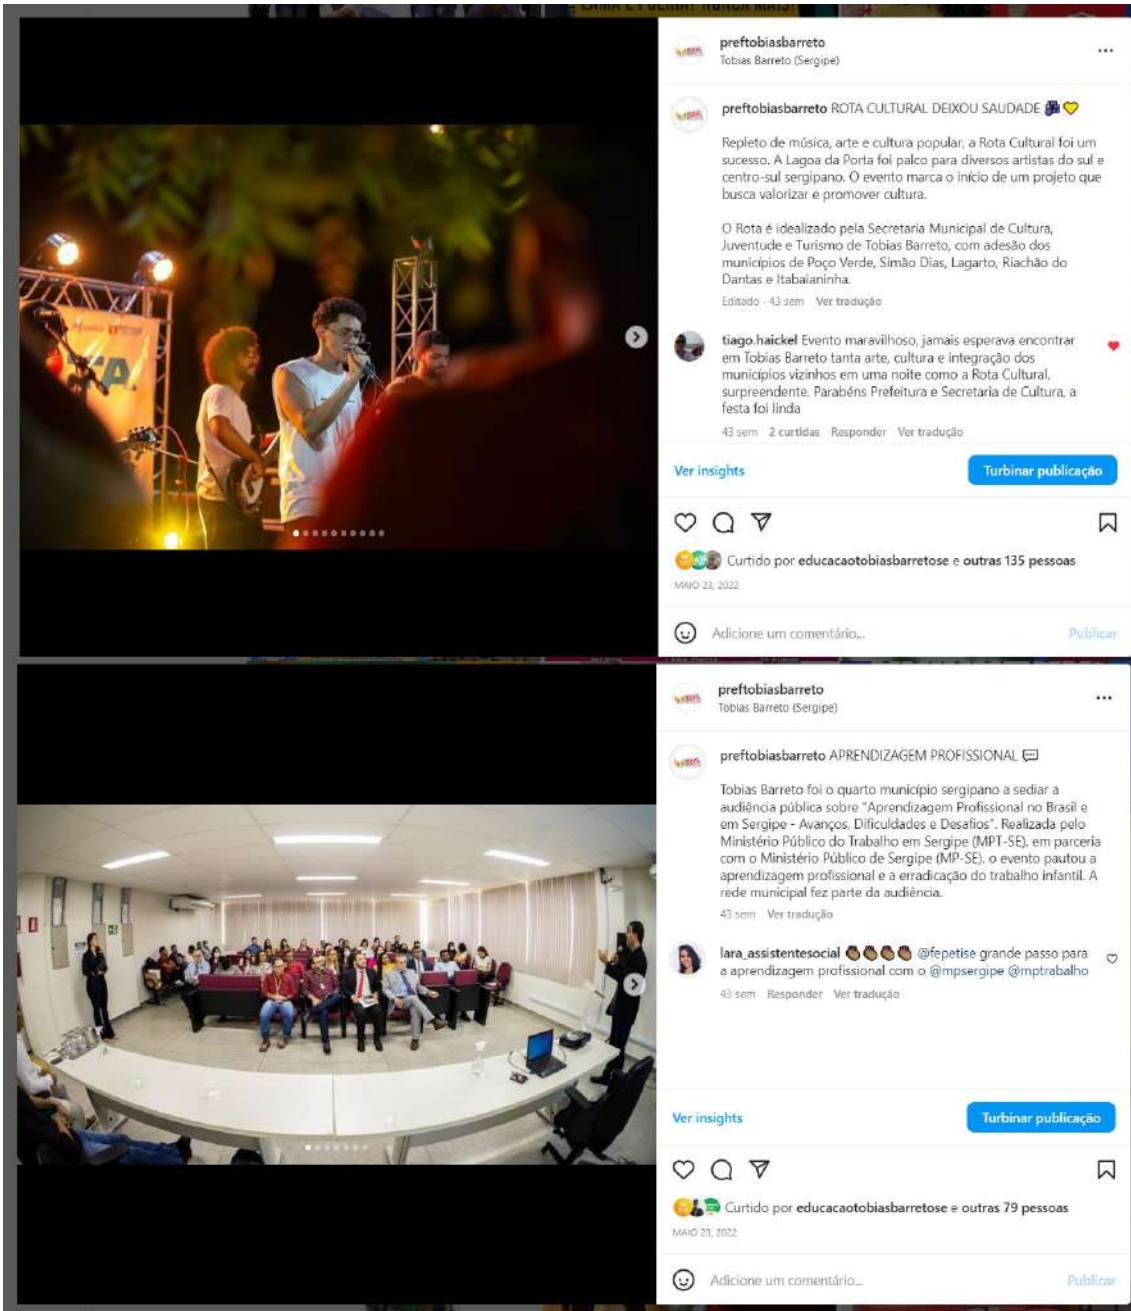 preftobiasbarreto
Tobias Barreto (Sergipe)
preftobiasbarreto ROTA CULTURAL DEIXOU SAUDADE
Repleto de música, arte e cultura popular, a Rota Cultural foi um
sucesso. A Lagoa da Porta foi palco para diversos artistas do sul e
centro-sul sergipano. O evento marca o início de um projeto que
busca valorizar e promover cultura.
O Rota é idealizado pela Secretaria Municipal de Cultura,
Juventude e Turismo de Tobias Barreto, com adesão dos
municípios de Poço Verde, Simão Dias, Lagarto, Riachão do
Dantas e Itabaianinha.
Editado · 43 sem Ver tradução
tiago.haickel Evento maravilhoso, jamais esperava encontrar
em Tobias Barreto tanta arte, cultura e integração dos
municípios vizinhos em uma noite como a Rota Cultural,
surpreendente. Parabéns Prefeitura e Secretaria de Cultura, a
festa foi linda
43 sem 2 curtidas Responder Ver tradução
Ver insights
Turbinar publicação
Curtido por educacaotobiasbarretose e outras 135 pessoas
MAIO 23, 2022
Adicione um comentário...
Publicar
preftobiasbarreto
Tobias Barreto (Sergipe)
preftobiasbarreto APRENDIZAGEM PROFISSIONAL
Tobias Barreto foi o quarto município sergipano a sediar a
audiência pública sobre "Aprendizagem Profissional no Brasil e
em Sergipe - Avanços, Dificuldades e Desafios". Realizada pelo
Ministério Público do Trabalho em Sergipe (MPT-SE), em parceria
com o Ministério Público de Sergipe (MP-SE), o evento pautou a
aprendizagem profissional e a erradicação do trabalho infantil. A
rede municipal fez parte da audiência.
43 sem Ver tradução
lara_assistentesocial @fepetise grande passo para
a aprendizagem profissional com o @mpsergipe @mptrabalho
43 sem Responder Ver tradução
Ver insights
Turbinar publicação
Curtido por educacaotobiasbarretose e outras 79 pessoas
MAIO 23, 2022
Adicione um comentário...
Publicar